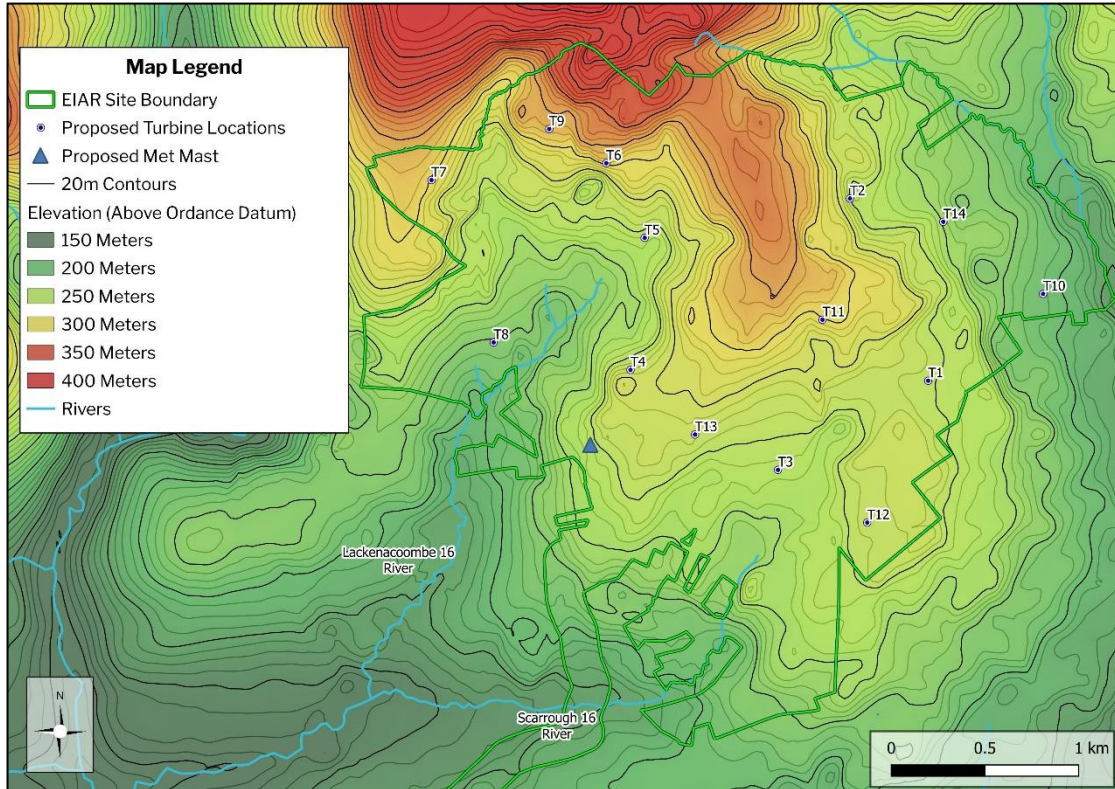 Map Legend
EIAR Site Boundary
Proposed Turbine Locations
Proposed Met Mast
20m Contours
Elevation (Above Ordance Datum)
150 Meters
200 Meters
250 Meters
300 Meters
350 Meters
400 Meters
Rivers
T9
T6
T7
T2
T14
T5
T10
T11
T8
T4
T1
T13
T3
T12
Lackenacoombe 16
River
Scarrough 16
River
N
0 0.5 1 km